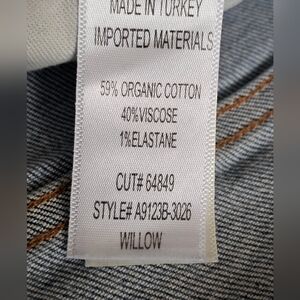 MADE IN TURKEY
IMPORTED MATERIALS
59% ORGANIC COTTON
40%VISCOSE
1%ELASTANE
CUT# 64849
STYLE# A9123B-3026
WILLOW